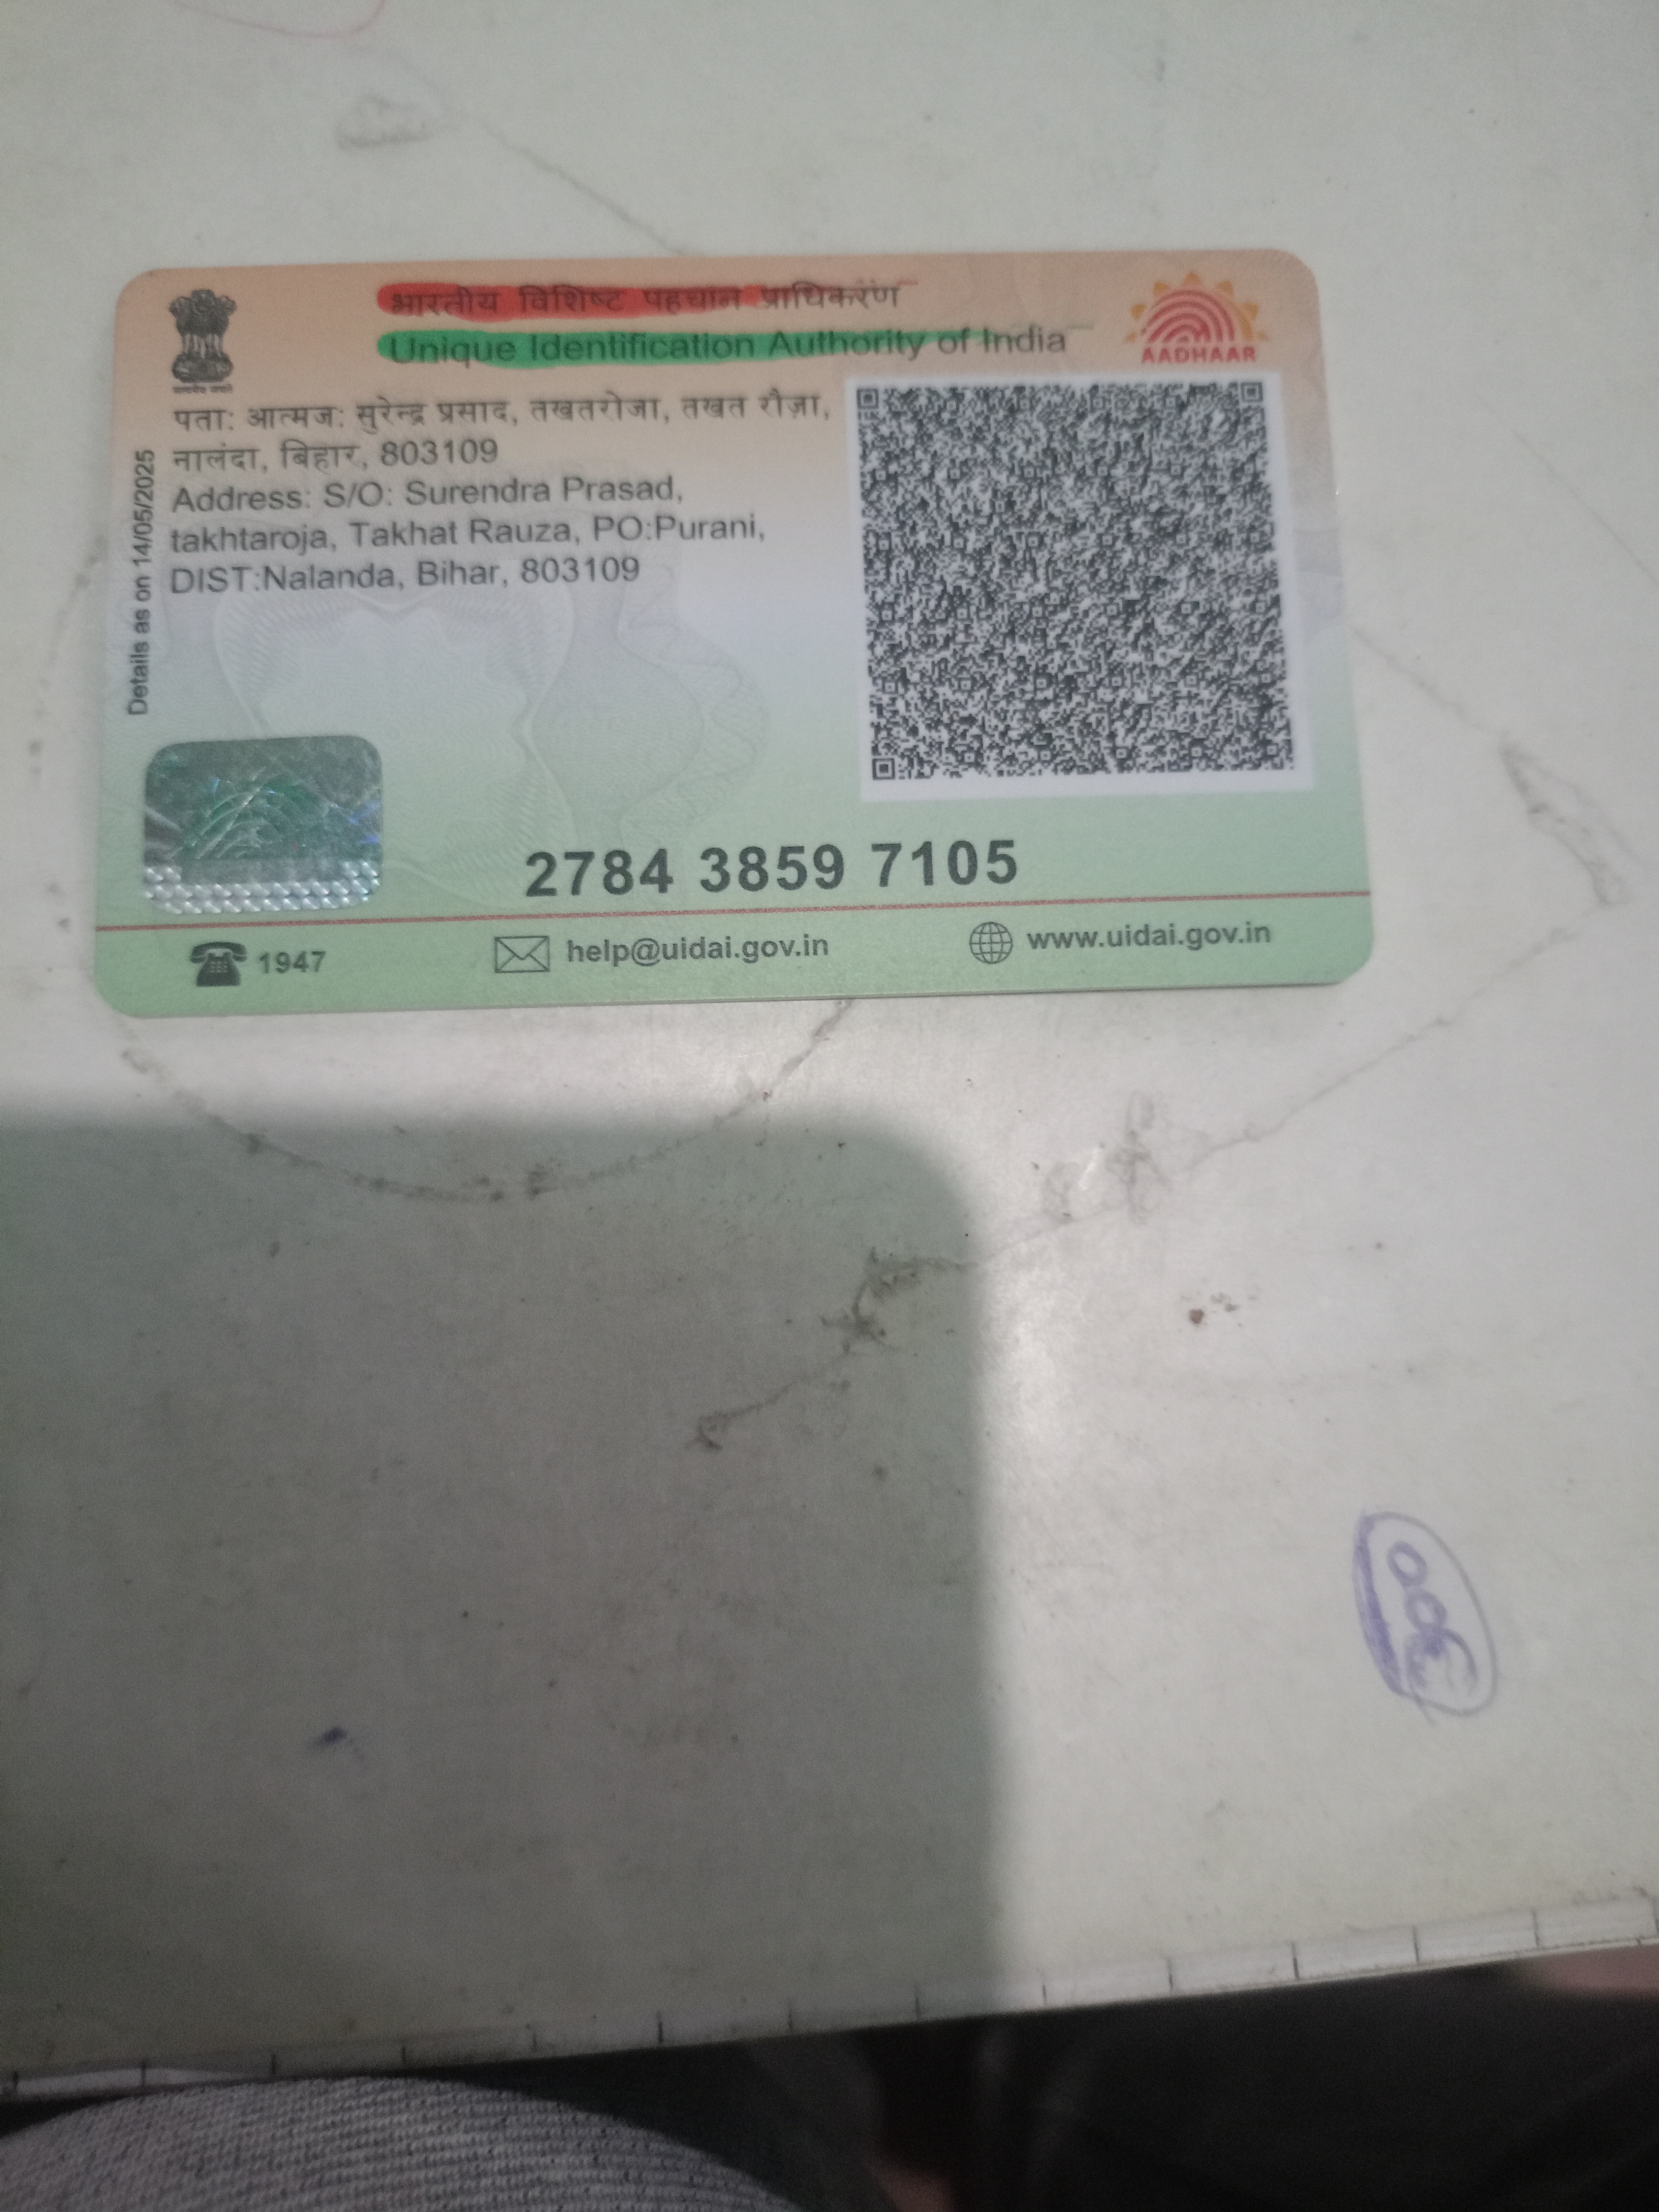 भारतीय विशिष्ट पहचान प्राधिकरण
Unique Identification Authority of India
AADHAAR
पता: आत्मज: सुरेन्द्र प्रसाद, तखतरोजा, तखत रौज़ा,
नालंदा, बिहार, 803109
Address: S/O: Surendra Prasad,
takhtaroja, Takhat Rauza, PO:Purani,
DIST:Nalanda, Bihar, 803109
Details as on 14/05/2025
2784 3859 7105
1947
help@uidai.gov.in
www.uidai.gov.in